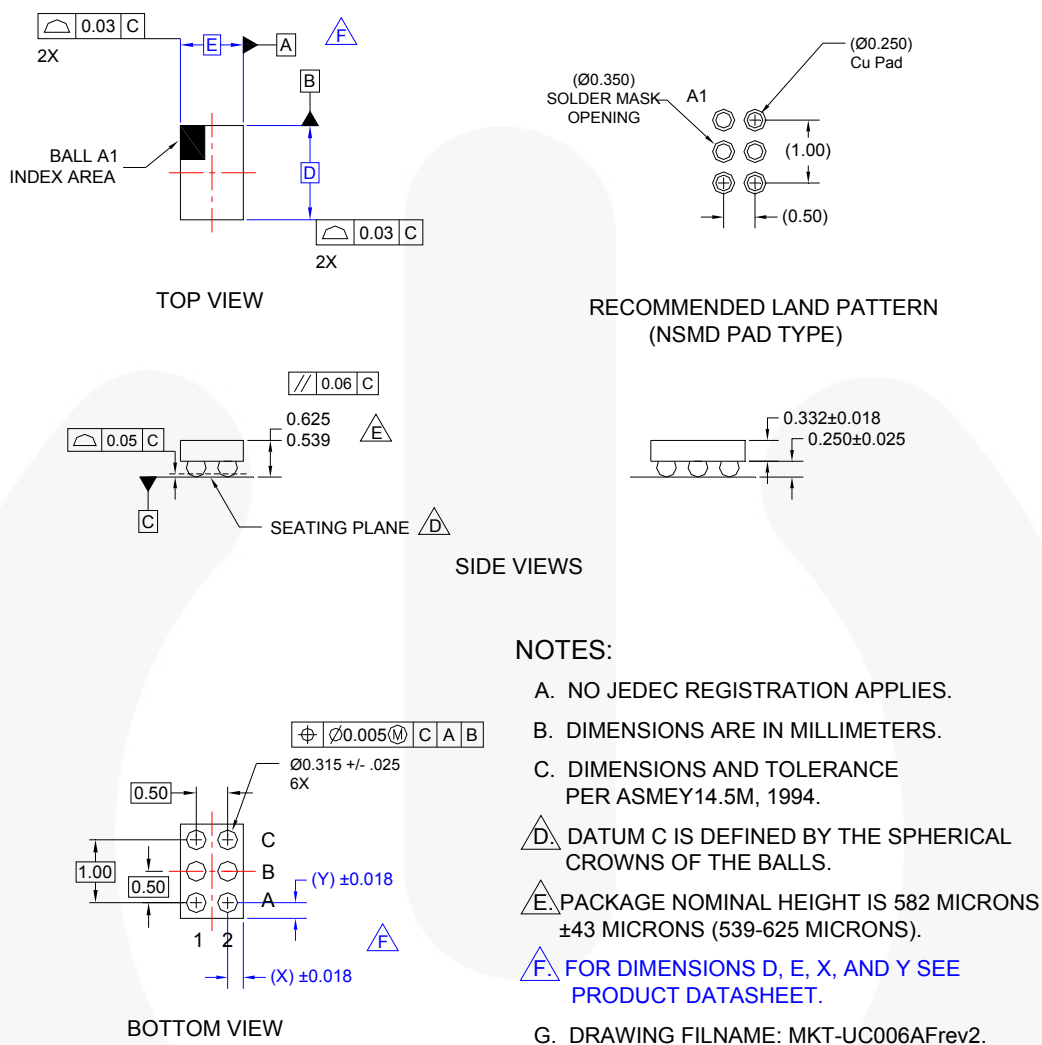 0.03 C
2X
E
A
F
B
BALL A1
INDEX AREA
D
0.03 C
2X
TOP VIEW
(Ø0.250)
Cu Pad
(Ø0.350)
SOLDER MASK
OPENING
A1
(1.00)
(0.50)
RECOMMENDED LAND PATTERN
(NSMD PAD TYPE)
// 0.06 C
0.05 C
0.625
0.539
E
C
SEATING PLANE D
0.332±0.018
0.250±0.025
SIDE VIEWS
⌖ Ø0.005Ⓜ C A B
Ø0.315 +/- .025
6X
0.50
1.00
0.50
C
B
A
1 2
(Y) ±0.018
F
(X) ±0.018
BOTTOM VIEW
NOTES:
A. NO JEDEC REGISTRATION APPLIES.
B. DIMENSIONS ARE IN MILLIMETERS.
C. DIMENSIONS AND TOLERANCE
PER ASMEY14.5M, 1994.
D. DATUM C IS DEFINED BY THE SPHERICAL
CROWNS OF THE BALLS.
E. PACKAGE NOMINAL HEIGHT IS 582 MICRONS
±43 MICRONS (539-625 MICRONS).
F. FOR DIMENSIONS D, E, X, AND Y SEE
PRODUCT DATASHEET.
G. DRAWING FILNAME: MKT-UC006AFrev2.